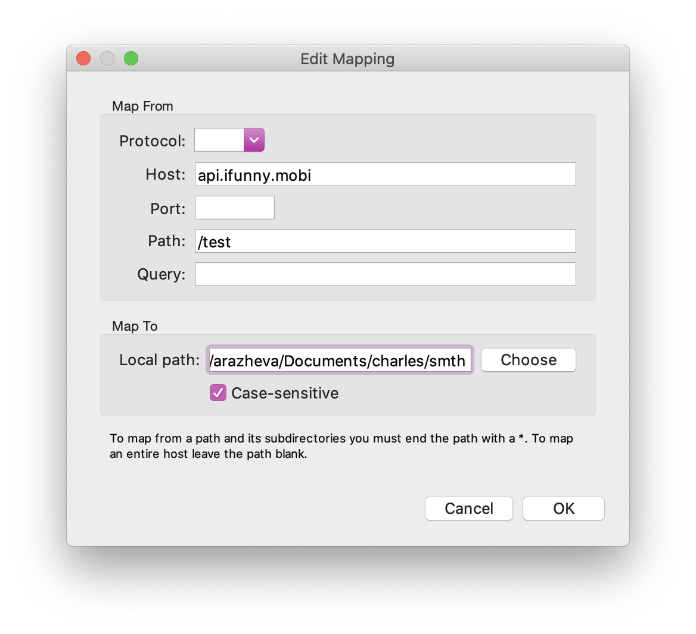 Edit Mapping
Map From
Protocol:
Host: api.ifunny.mobi
Port:
Path: /test
Query:
Map To
Local path: /arazheva/Documents/charles/smth Choose
Case-sensitive
To map from a path and its subdirectories you must end the path with a *. To map
an entire host leave the path blank.
Cancel OK